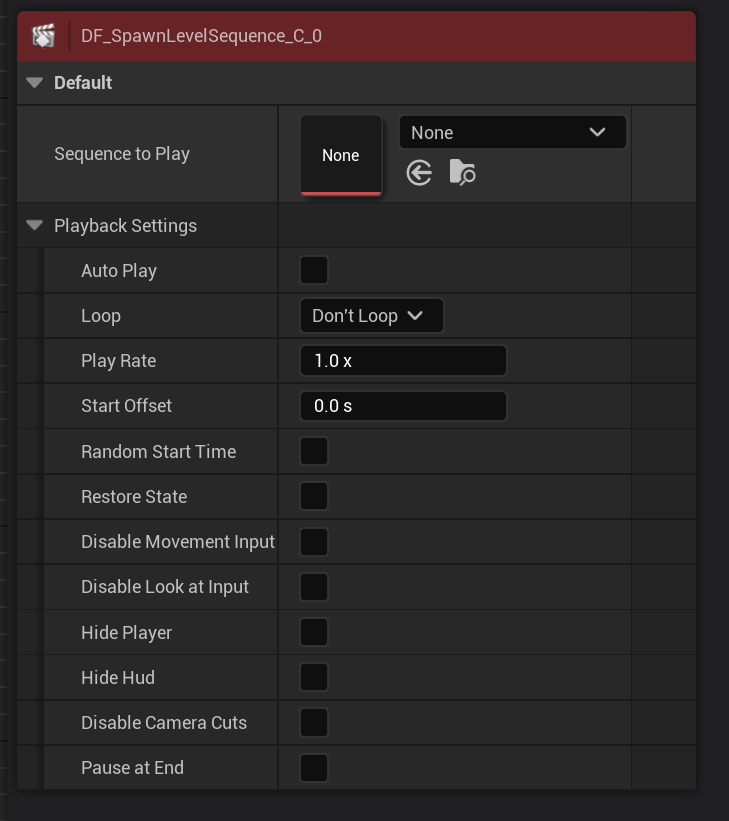 DF_SpawnLevelSequence_C_0
Default
Sequence to Play
None
None
Playback Settings
Auto Play
Loop
Don't Loop
Play Rate
1.0 x
Start Offset
0.0 s
Random Start Time
Restore State
Disable Movement Input
Disable Look at Input
Hide Player
Hide Hud
Disable Camera Cuts
Pause at End